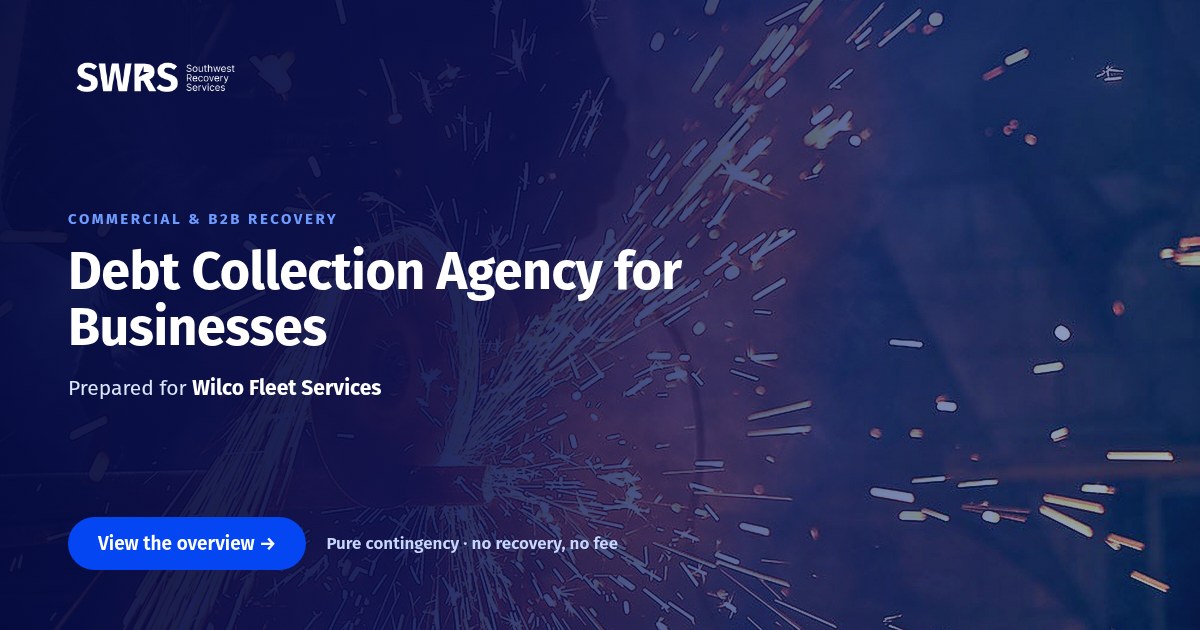 SWRS
Southwest
Recovery
Services
COMMERCIAL & B2B RECOVERY
Debt Collection Agency for
Businesses
Prepared for Wilco Fleet Services
View the overview →
Pure contingency · no recovery, no fee